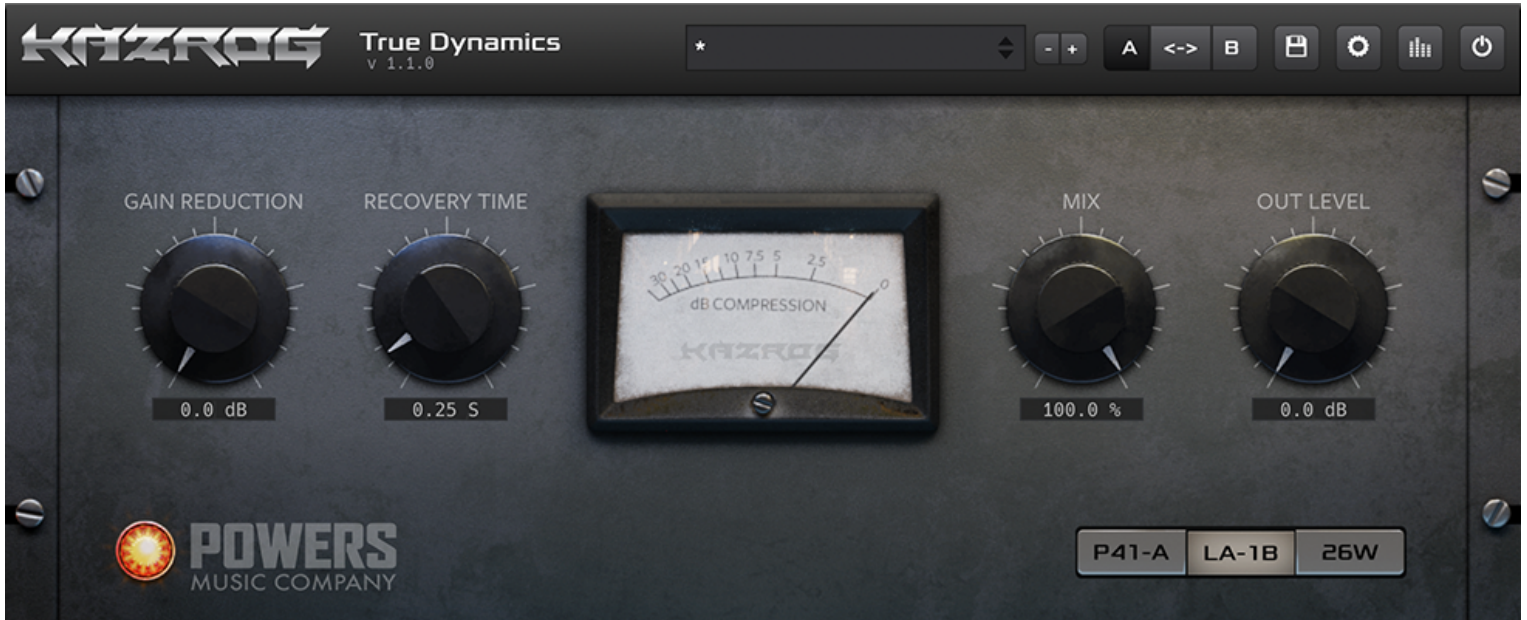 KAZROG
True Dynamics
v 1.1.0
*
- +
A <-> B
GAIN REDUCTION
RECOVERY TIME
MIX
OUT LEVEL
30 20 15 10 7.5 5 2.5 0
dB COMPRESSION
KAZROG
0.0 dB
0.25 S
100.0 %
0.0 dB
POWERS
MUSIC COMPANY
P41-A LA-1B 26W